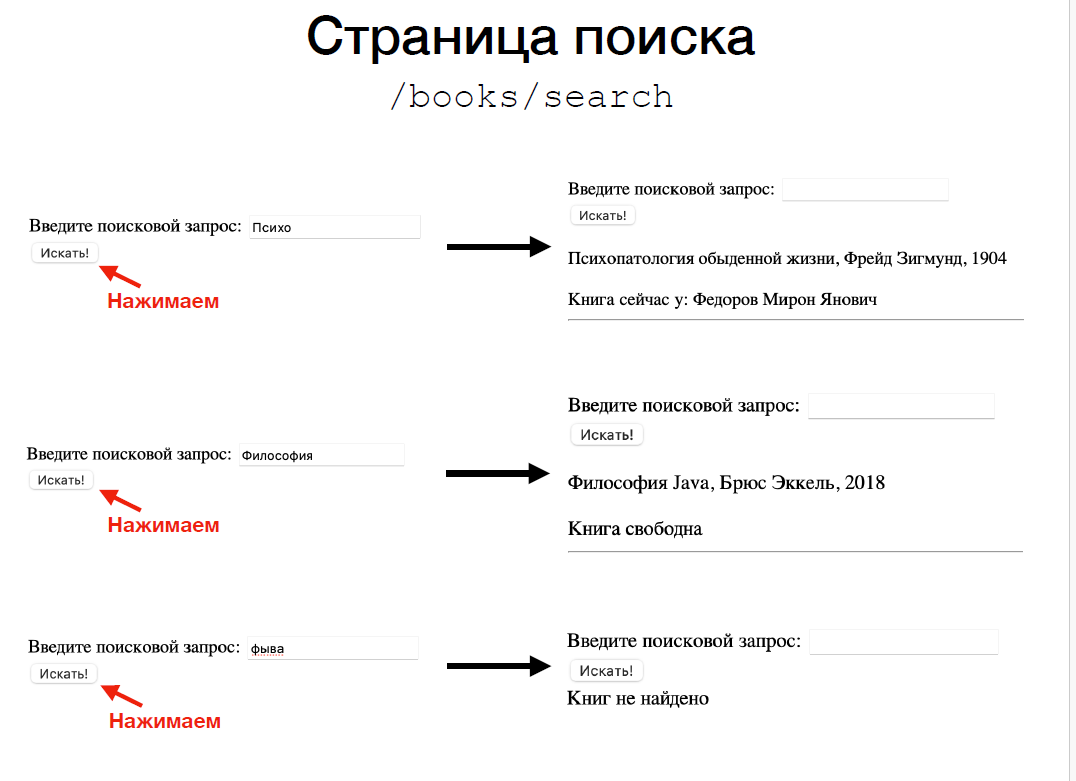 Страница поиска
/books/search
Введите поисковой запрос: Психо
Искать!
Нажимаем
Введите поисковой запрос:
Искать!
Психопатология обыденной жизни, Фрейд Зигмунд, 1904
Книга сейчас у: Федоров Мирон Янович
Введите поисковой запрос: Философия
Искать!
Нажимаем
Введите поисковой запрос:
Искать!
Философия Java, Брюс Эккель, 2018
Книга свободна
Введите поисковой запрос: фыва
Искать!
Нажимаем
Введите поисковой запрос:
Искать!
Книг не найдено